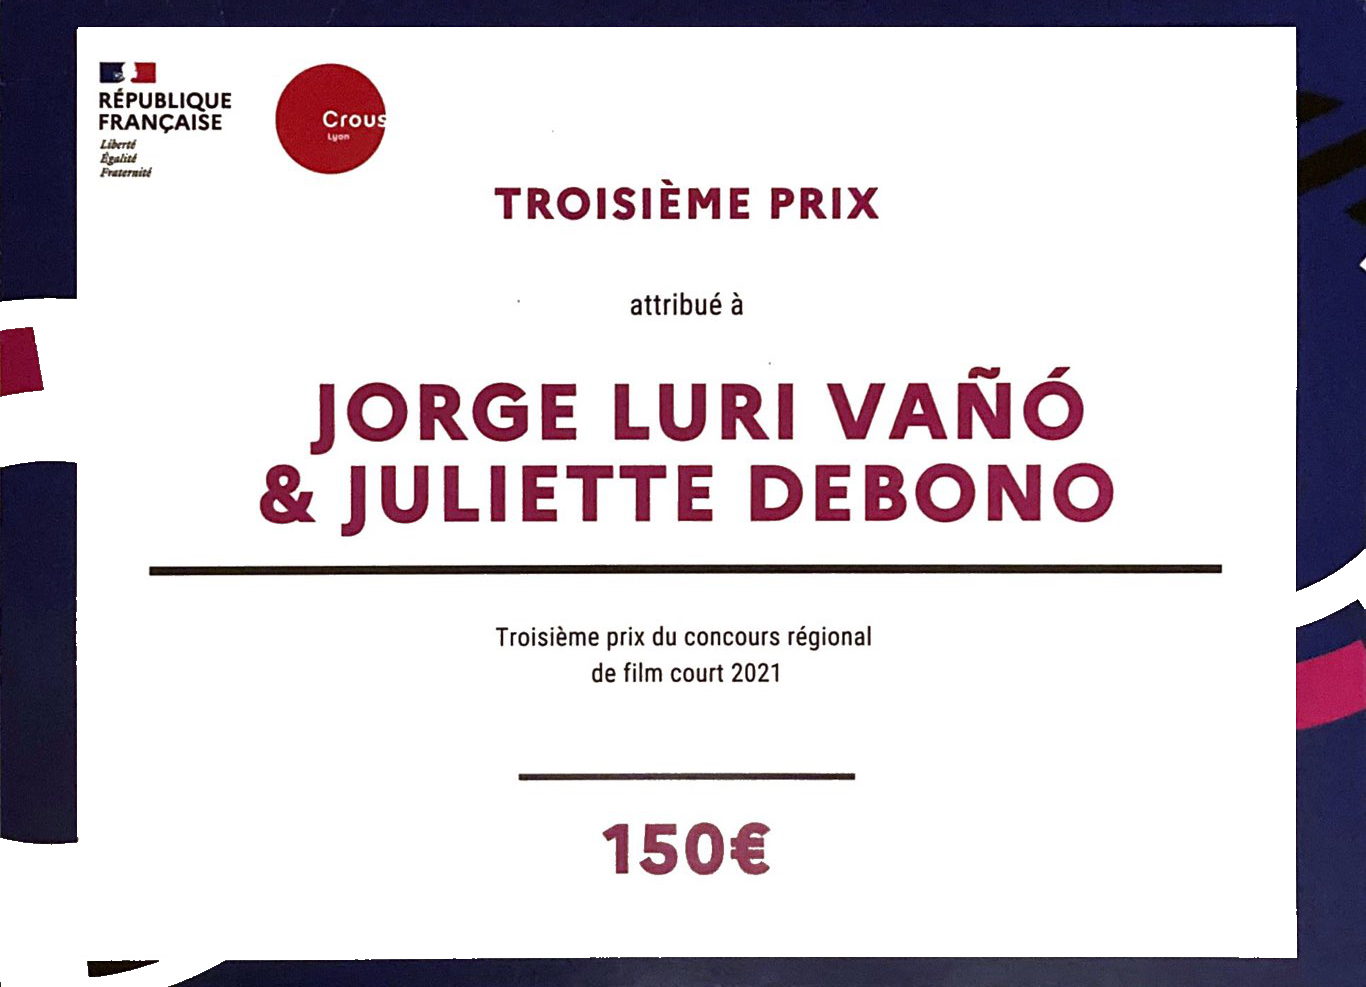 RÉPUBLIQUE
FRANÇAISE
Liberté
Égalité
Fraternité
Crous
Lyon
TROISIÈME PRIX
attribué à
JORGE LURI VAÑÓ
& JULIETTE DEBONO
Troisième prix du concours régional
de film court 2021
150€